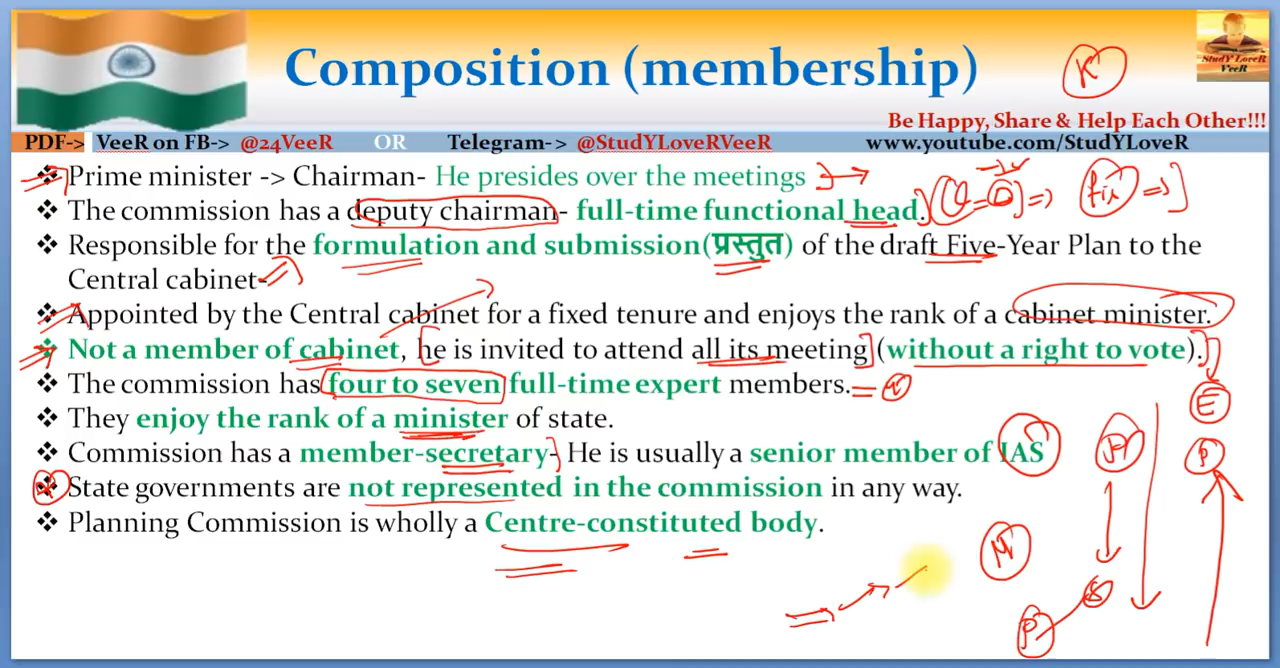 Composition (membership)
StudY LoveR
VeeR
Be Happy, Share & Help Each Other!!!
PDF-> VeeR on FB-> @24VeeR OR Telegram-> @StudYLoveRVeeR www.youtube.com/StudYLoveR
❖ Prime minister -> Chairman- He presides over the meetings
❖ The commission has a deputy chairman- full-time functional head.
❖ Responsible for the formulation and submission(प्रस्तुत) of the draft Five-Year Plan to the
Central cabinet-
❖ Appointed by the Central cabinet for a fixed tenure and enjoys the rank of a cabinet minister.
❖ Not a member of cabinet, he is invited to attend all its meeting (without a right to vote).
❖ The commission has four to seven full-time expert members.
❖ They enjoy the rank of a minister of state.
❖ Commission has a member-secretary- He is usually a senior member of IAS
❖ State governments are not represented in the commission in any way.
❖ Planning Commission is wholly a Centre-constituted body.